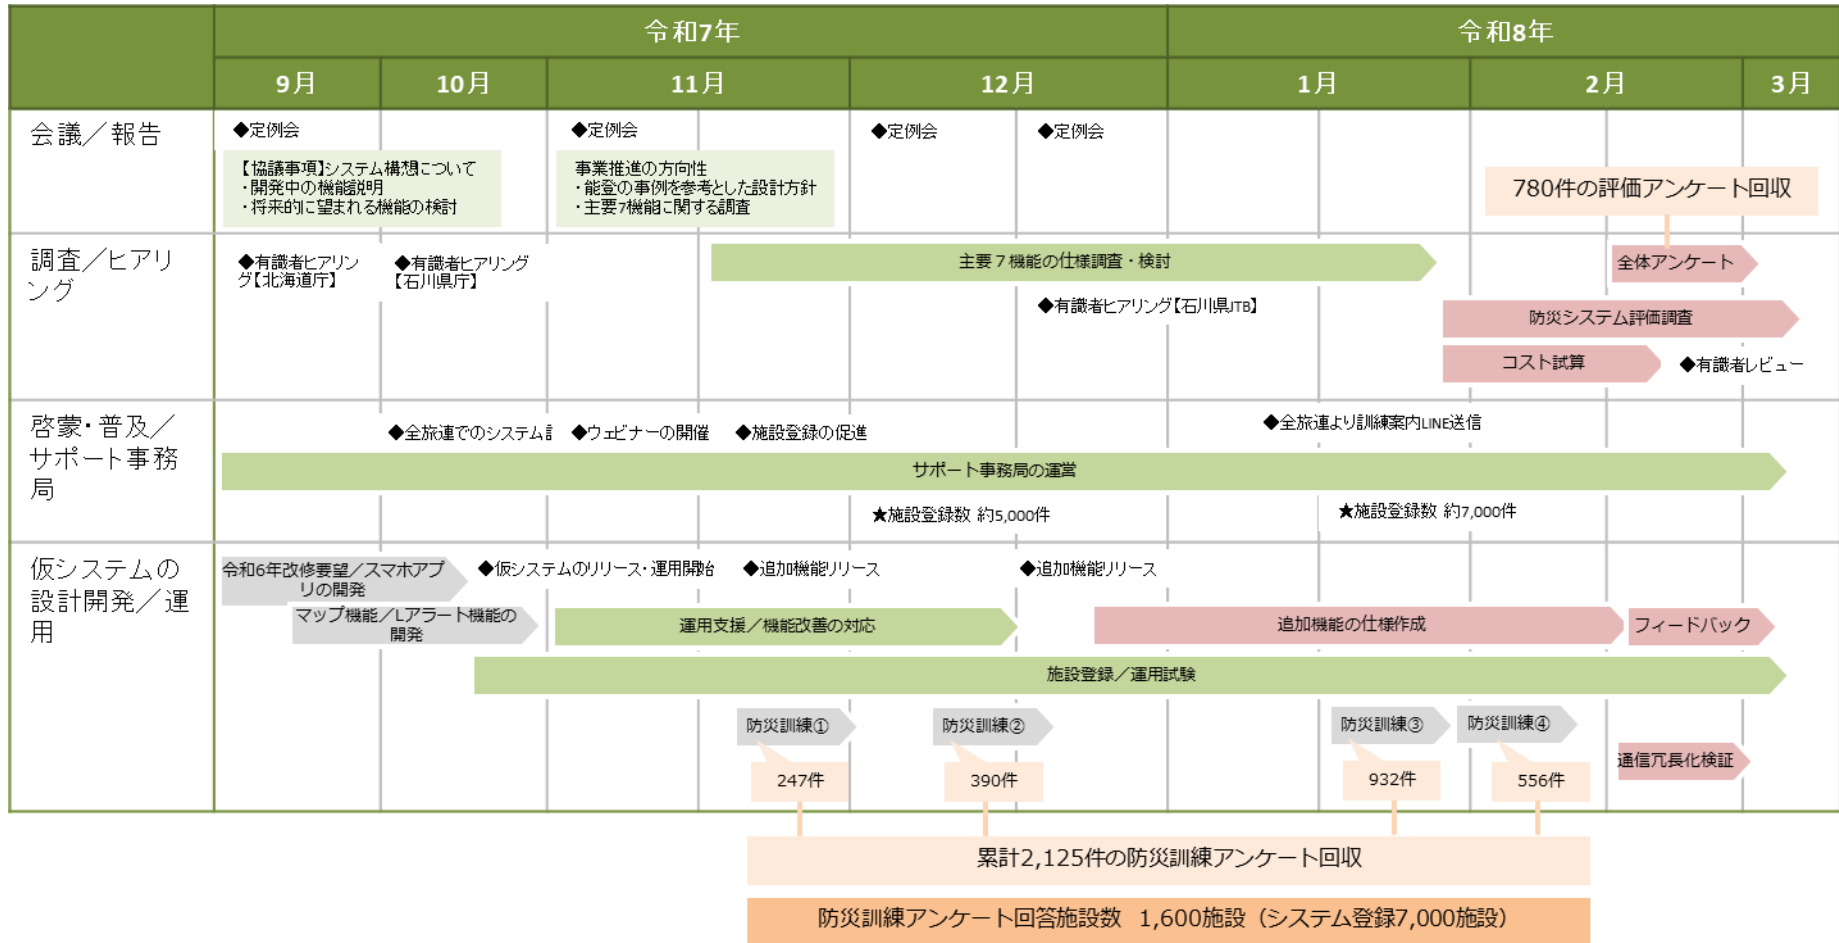 令和7年
令和8年
9月
10月
11月
12月
1月
2月
3月
会議／報告
◆定例会
◆定例会
◆定例会
◆定例会
【協議事項】システム構想について
・開発中の機能説明
・将来的に望まれる機能の検討
事業推進の方向性
・能登の事例を参考とした設計方針
・主要7機能に関する調査
780件の評価アンケート回収
調査／ヒアリ
ング
◆有識者ヒアリン
グ【北海道庁】
◆有識者ヒアリング
【石川県庁】
主要７機能の仕様調査・検討
全体アンケート
◆有識者ヒアリング【石川県JTB】
防災システム評価調査
コスト試算
◆有識者レビュー
啓蒙・普及／
サポート事務
局
◆全旅連でのシステム
◆ウェビナーの開催
◆施設登録の促進
◆全旅連より訓練案内LINE送信
サポート事務局の運営
★施設登録数 約5,000件
★施設登録数 約7,000件
仮システムの
設計開発／運
用
令和6年改修要望／スマホアプ
リの開発
◆仮システムのリリース・運用開始
◆追加機能リリース
◆追加機能リリース
マップ機能／Lアラート機能の
開発
運用支援／機能改善の対応
追加機能の仕様作成
フィードバック
施設登録／運用試験
防災訓練①
防災訓練②
防災訓練③
防災訓練④
通信冗長化検証
247件
390件
932件
556件
累計2,125件の防災訓練アンケート回収
防災訓練アンケート回答施設数 1,600施設（システム登録7,000施設）